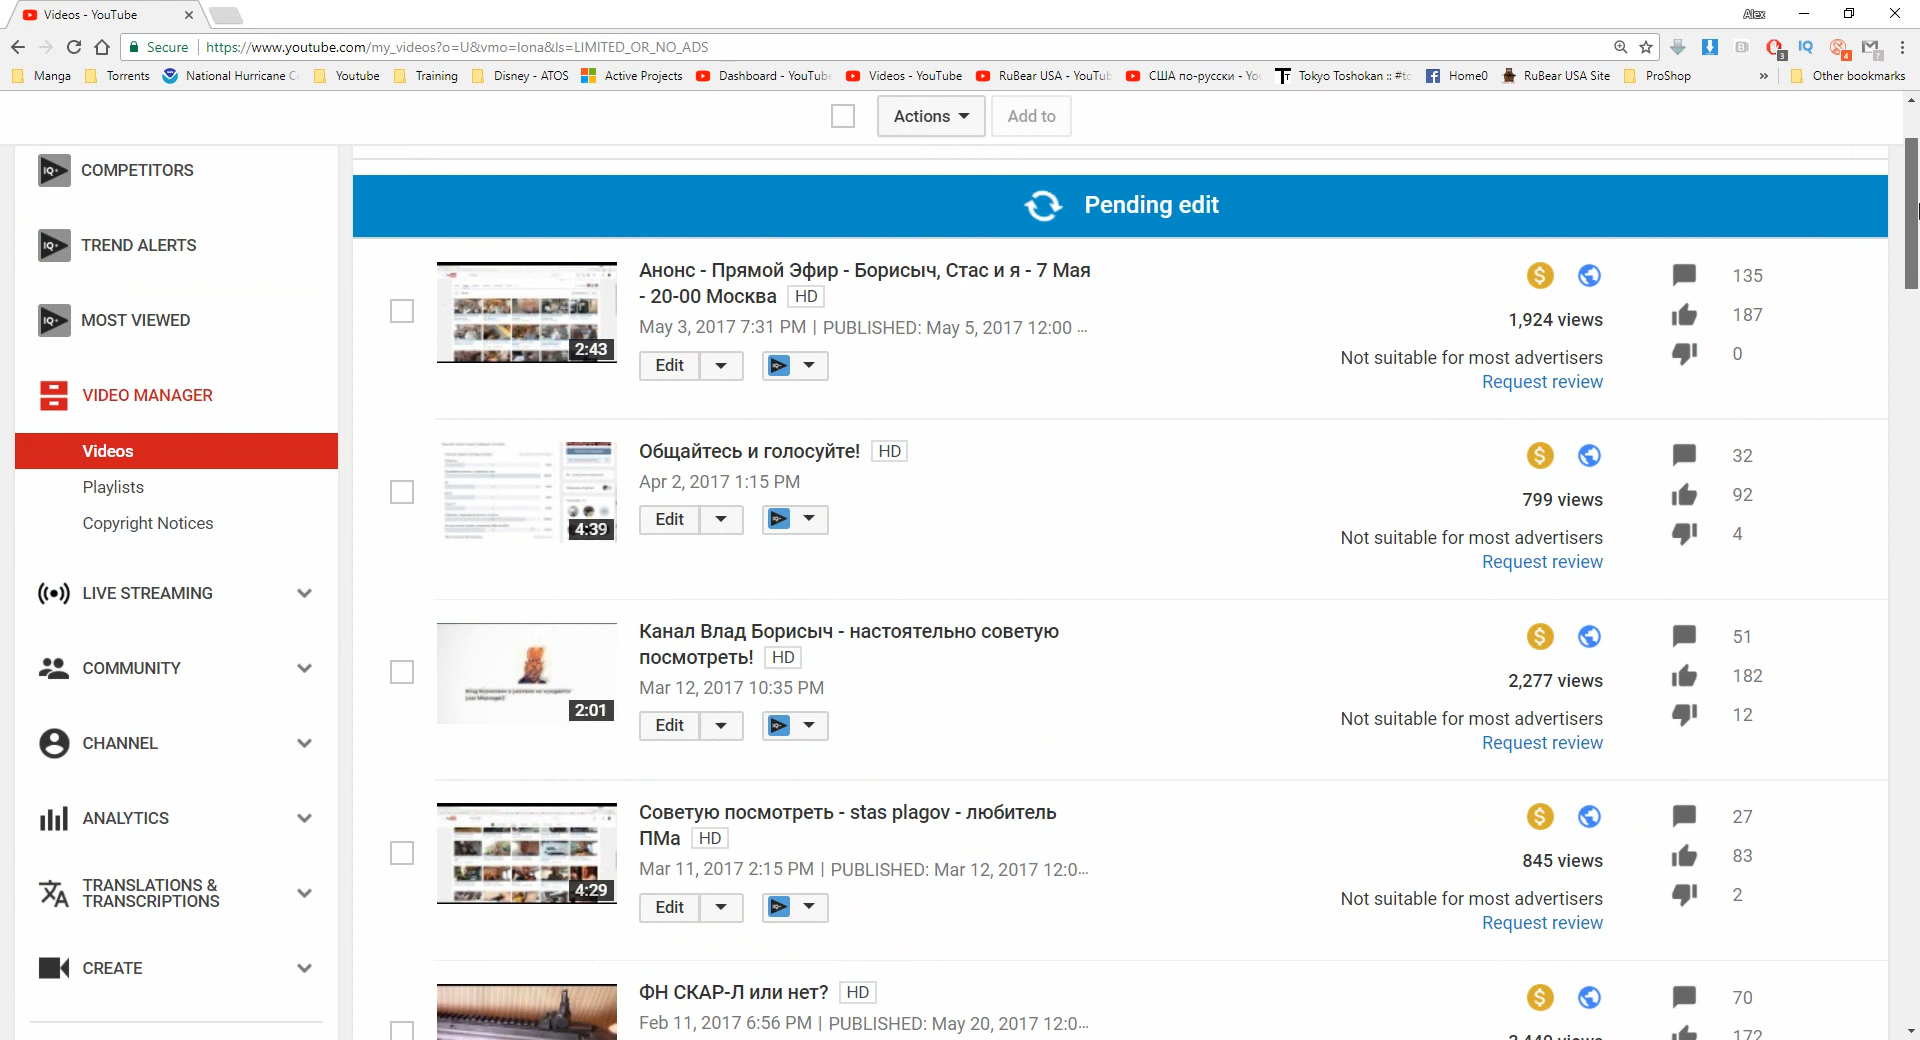 Videos - YouTube
Alex
Secure https://www.youtube.com/my_videos?o=U&vmo=lona&ls=LIMITED_OR_NO_ADS
Manga Torrents National Hurricane C Youtube Training Disney - ATOS Active Projects Dashboard - YouTube Videos - YouTube RuBear USA - YouTub США по-русски - Yo Tokyo Toshokan :: #to Home0 RuBear USA Site ProShop » Other bookmarks
Actions Add to
COMPETITORS
TREND ALERTS
MOST VIEWED
VIDEO MANAGER
Videos
Playlists
Copyright Notices
LIVE STREAMING
COMMUNITY
CHANNEL
ANALYTICS
TRANSLATIONS &
TRANSCRIPTIONS
CREATE
Pending edit
Анонс - Прямой Эфир - Борисыч, Стас и я - 7 Мая
- 20-00 Москва HD
May 3, 2017 7:31 PM | PUBLISHED: May 5, 2017 12:00 ...
2:43
Edit
1,924 views
Not suitable for most advertisers
Request review
135
187
0
Общайтесь и голосуйте! HD
Apr 2, 2017 1:15 PM
4:39
Edit
799 views
Not suitable for most advertisers
Request review
32
92
4
Канал Влад Борисыч - настоятельно советую
посмотреть! HD
Mar 12, 2017 10:35 PM
2:01
Edit
2,277 views
Not suitable for most advertisers
Request review
51
182
12
Советую посмотреть - stas plagov - любитель
ПМа HD
Mar 11, 2017 2:15 PM | PUBLISHED: Mar 12, 2017 12:0...
4:29
Edit
845 views
Not suitable for most advertisers
Request review
27
83
2
ФН СКАР-Л или нет? HD
Feb 11, 2017 6:56 PM | PUBLISHED: May 20, 2017 12:0...
70
172